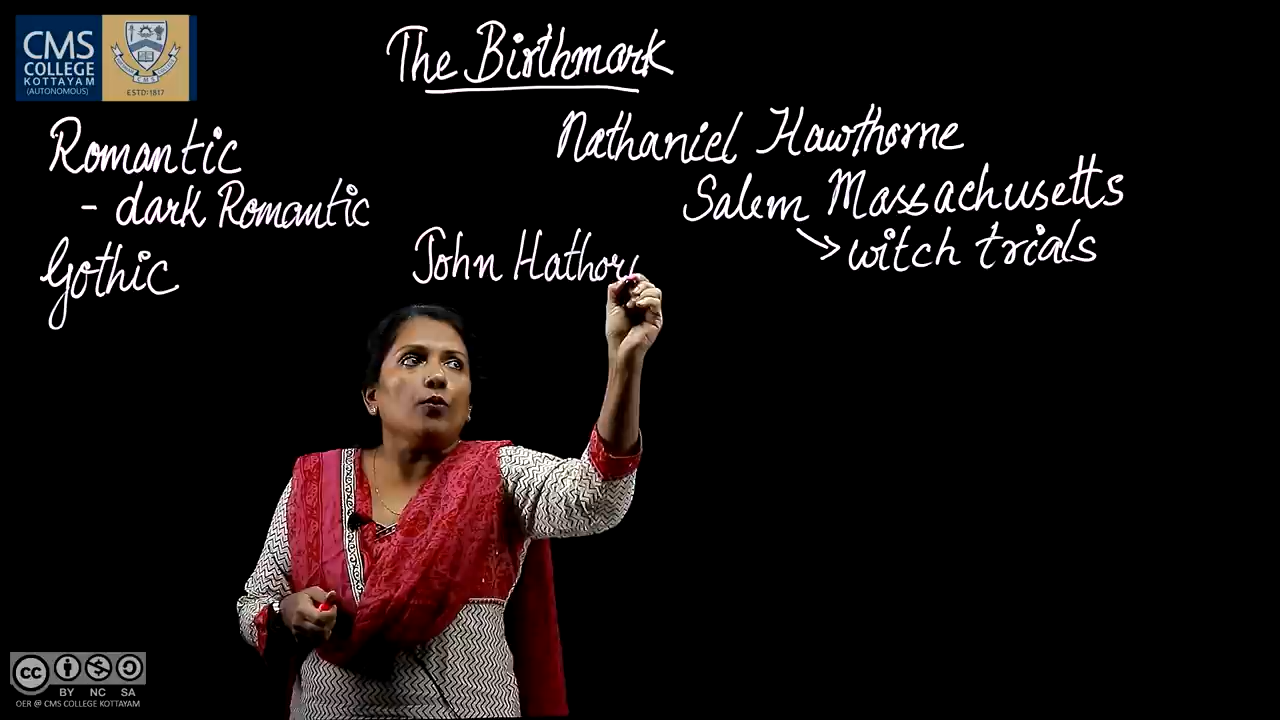 CMS
COLLEGE
KOTTAYAM
(AUTONOMOUS)
ESTD:1817
The Birthmark
Nathaniel Hawthorne
Salem Massachusetts
witch trials
Romantic
- dark Romantic
Gothic
John Hathor
cc
BY NC SA
OER @ CMS COLLEGE KOTTAYAM